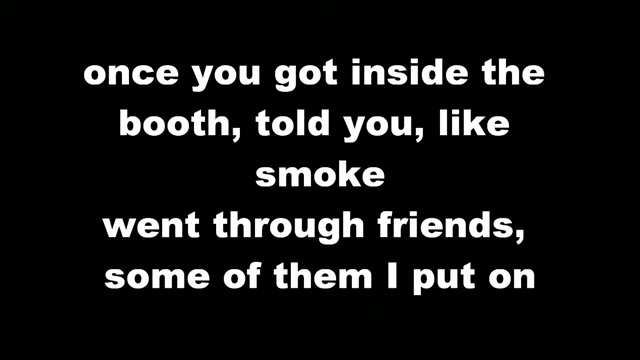 once you got inside the
booth, told you, like
smoke
went through friends,
some of them I put on